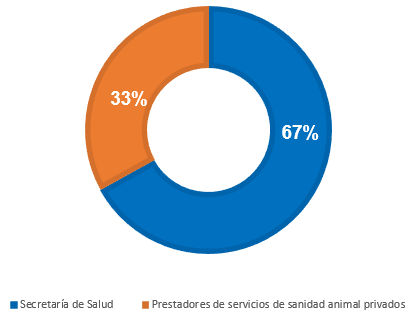 33%
67%
Secretaría de Salud
Prestadores de servicios de sanidad animal privados